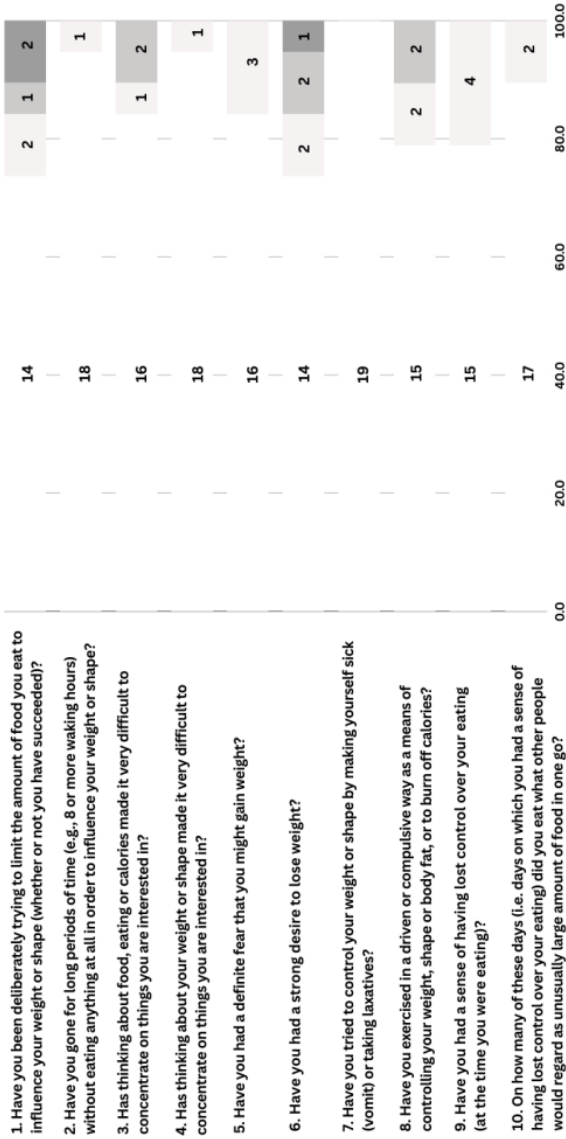 1. Have you been deliberately trying to limit the amount of food you eat to
influence your weight or shape (whether or not you have succeeded)?
14 2 1 2
2. Have you gone for long periods of time (e.g., 8 or more waking hours)
without eating anything at all in order to influence your weight or shape?
18 1
3. Has thinking about food, eating or calories made it very difficult to
concentrate on things you are interested in?
16 1 2
4. Has thinking about your weight or shape made it very difficult to
concentrate on things you are interested in?
18 1
5. Have you had a definite fear that you might gain weight?
16 3
6. Have you had a strong desire to lose weight?
14 2 2 1
7. Have you tried to control your weight or shape by making yourself sick
(vomit) or taking laxatives?
19
8. Have you exercised in a driven or compulsive way as a means of
controlling your weight, shape or body fat, or to burn off calories?
15 2 2
9. Have you had a sense of having lost control over your eating
(at the time you were eating)?
15 4
10. On how many of these days (i.e. days on which you had a sense of
having lost control over your eating) did you eat what other people
would regard as unusually large amount of food in one go?
17 2
0.0 20.0 40.0 60.0 80.0 100.0